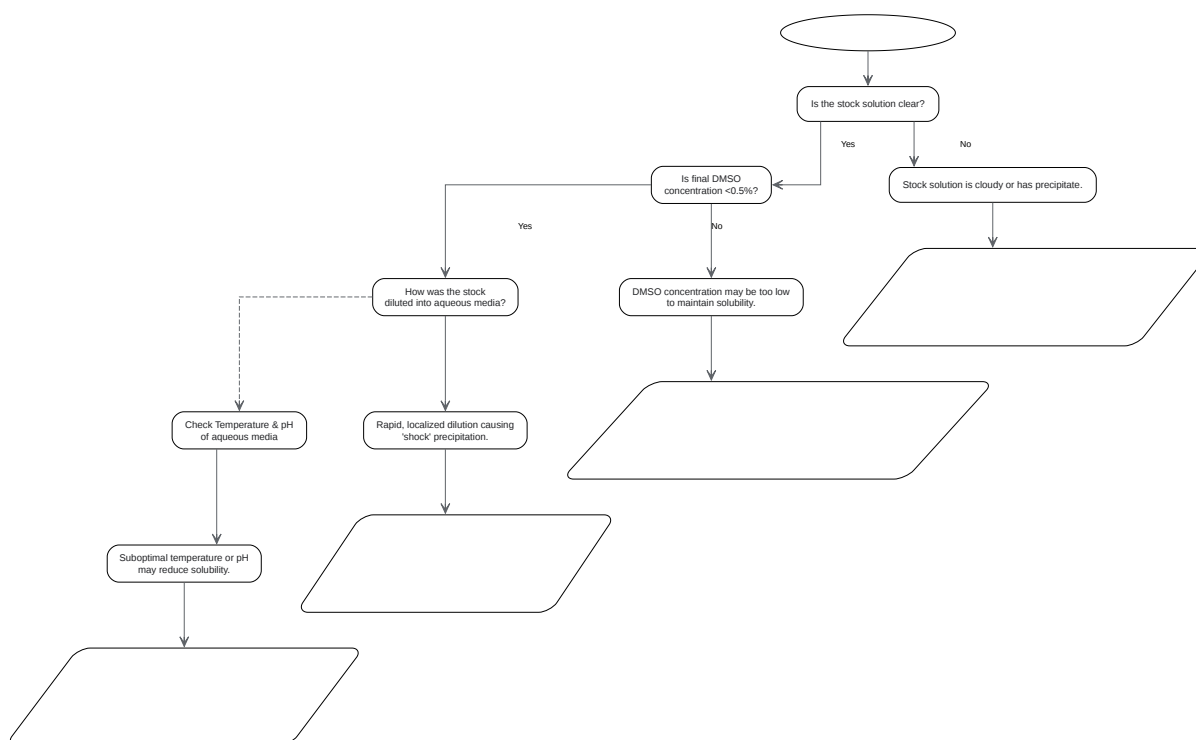 Is the stock solution clear?
Yes
No
Is final DMSO
concentration <0.5%?
Stock solution is cloudy or has precipitate.
Yes
No
How was the stock
diluted into aqueous media?
DMSO concentration may be too low
to maintain solubility.
Check Temperature & pH
of aqueous media
Rapid, localized dilution causing
'shock' precipitation.
Suboptimal temperature or pH
may reduce solubility.